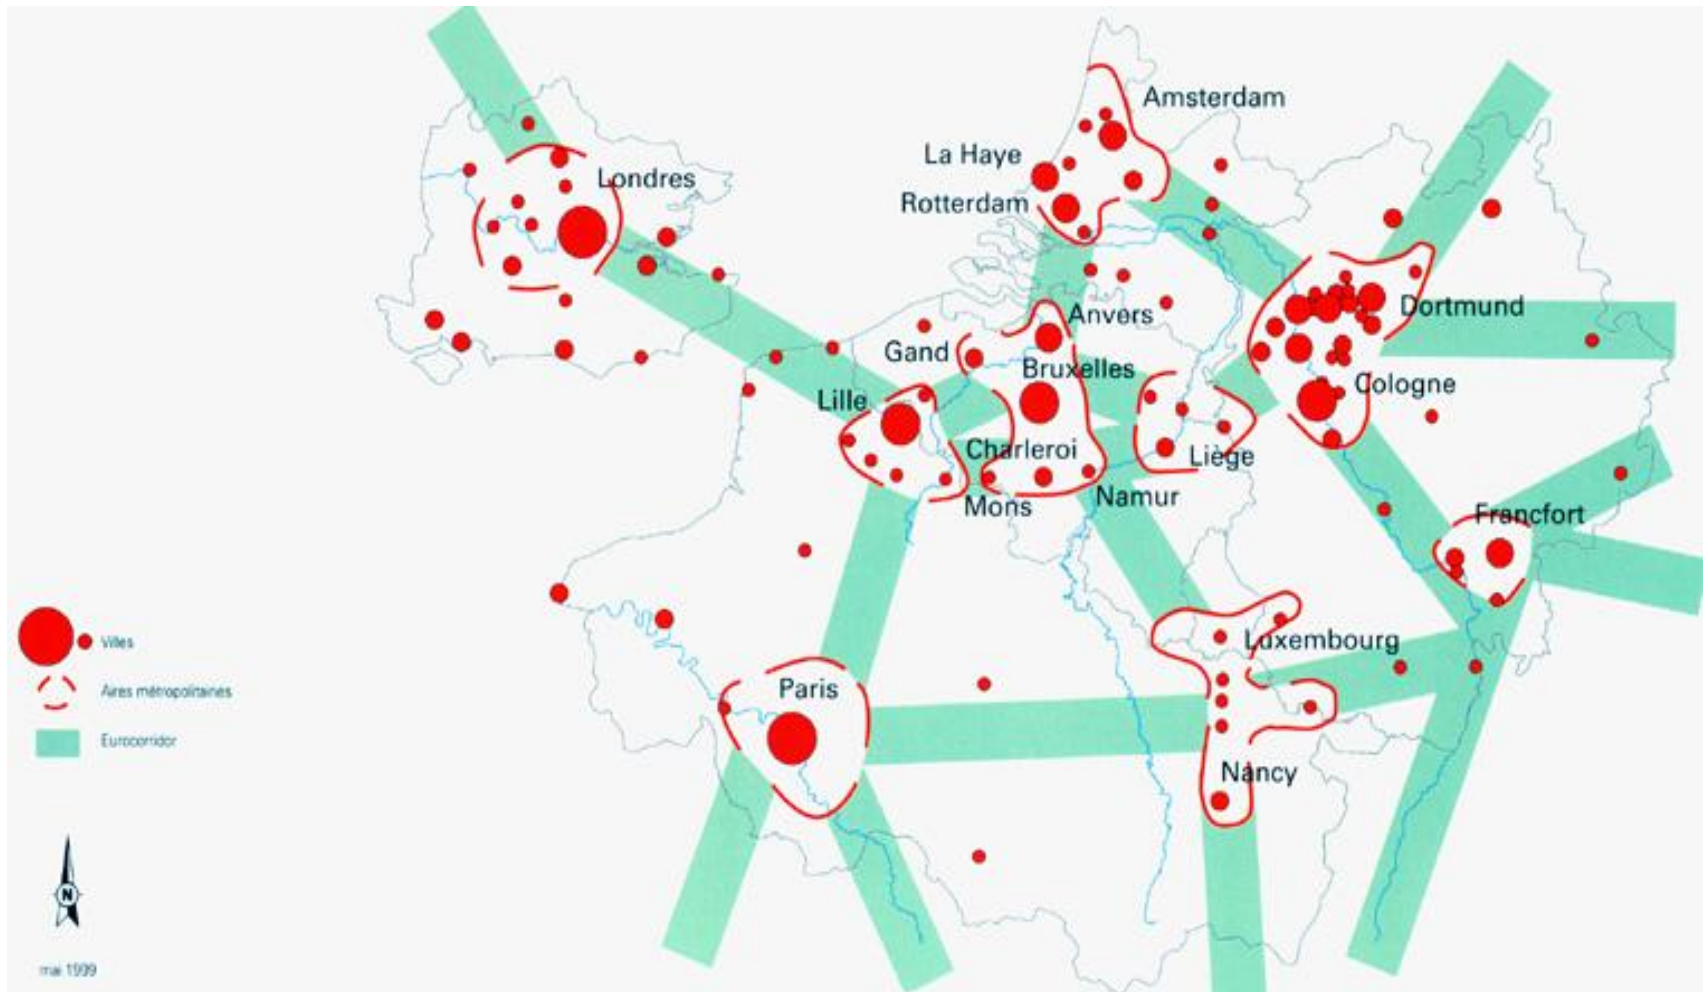 Amsterdam
La Haye
Londres
Rotterdam
Dortmund
Anvers
Gand
Bruxelles
Cologne
Lille
Charleroi
Liège
Mons
Namur
Francfort
Villes
Luxembourg
Aires métropolitaines
Paris
Eurocorridor
Nancy
N
mai 1999